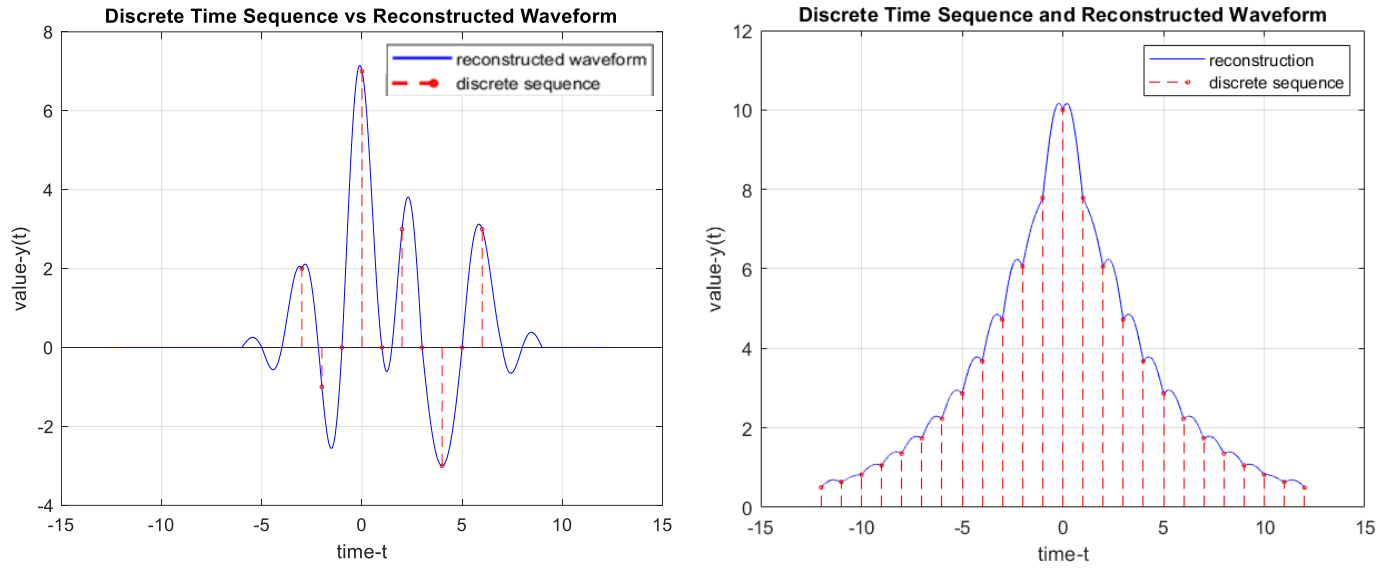 Discrete Time Sequence vs Reconstructed Waveform
8
6
4
2
0
-2
-4
-15
-10
-5
0
5
10
15
value-y(t)
time-t
reconstructed waveform
discrete sequence
Discrete Time Sequence and Reconstructed Waveform
12
10
8
6
4
2
0
-15
-10
-5
0
5
10
15
value-y(t)
time-t
reconstruction
discrete sequence